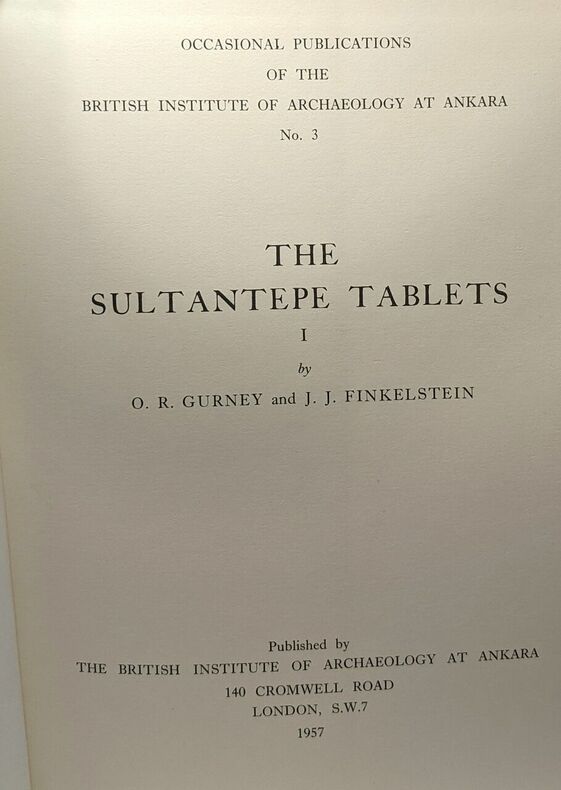 OCCASIONAL PUBLICATIONS
OF THE
BRITISH INSTITUTE OF ARCHAEOLOGY AT ANKARA
No. 3
THE
SULTANTEPE TABLETS
I
by
O. R. GURNEY and J. J. FINKELSTEIN
Published by
THE BRITISH INSTITUTE OF ARCHAEOLOGY AT ANKARA
140 CROMWELL ROAD
LONDON, S.W.7
1957